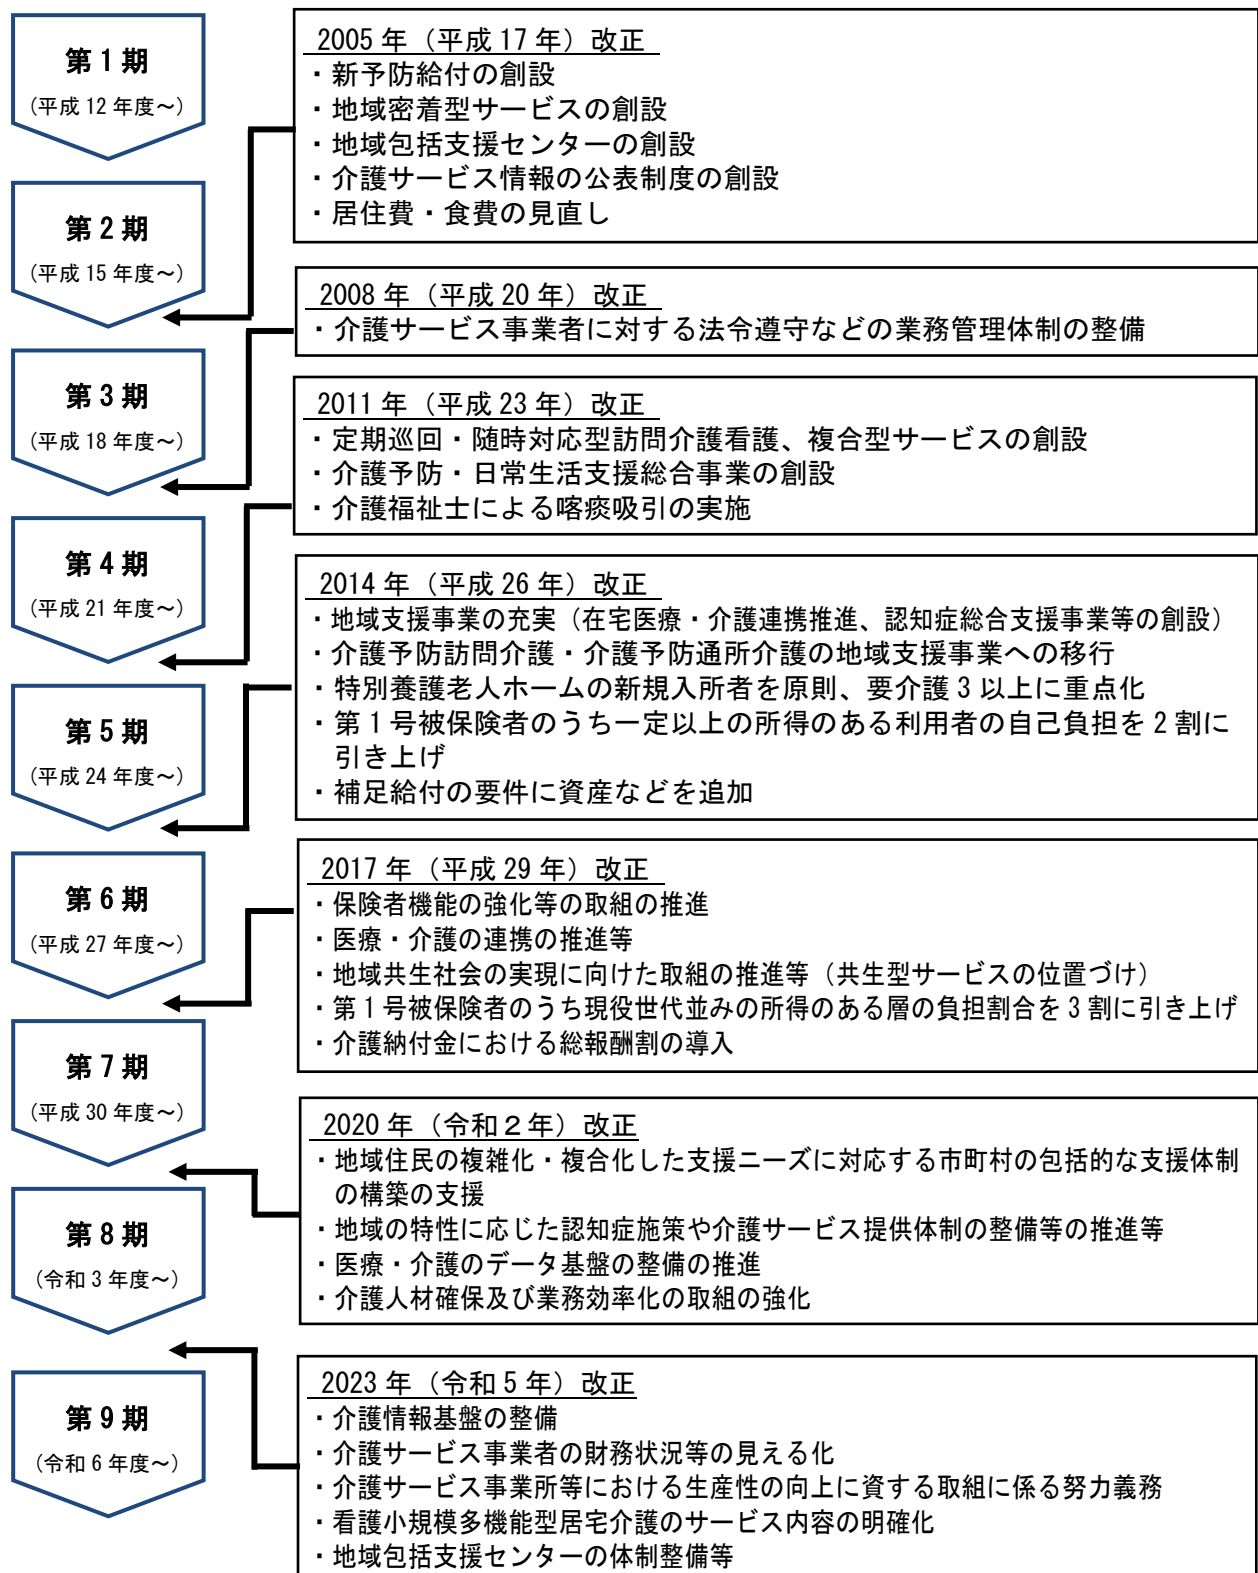 第１期
(平成 12 年度～)
2005 年（平成 17 年）改正
・新予防給付の創設
・地域密着型サービスの創設
・地域包括支援センターの創設
・介護サービス情報の公表制度の創設
・居住費・食費の見直し
第２期
(平成 15 年度～)
2008 年（平成 20 年）改正
・介護サービス事業者に対する法令遵守などの業務管理体制の整備
第３期
(平成 18 年度～)
2011 年（平成 23 年）改正
・定期巡回・随時対応型訪問介護看護、複合型サービスの創設
・介護予防・日常生活支援総合事業の創設
・介護福祉士による喀痰吸引の実施
第４期
(平成 21 年度～)
2014 年（平成 26 年）改正
・地域支援事業の充実（在宅医療・介護連携推進、認知症総合支援事業等の創設）
・介護予防訪問介護・介護予防通所介護の地域支援事業への移行
・特別養護老人ホームの新規入所者を原則、要介護 3 以上に重点化
・第 1 号被保険者のうち一定以上の所得のある利用者の自己負担を 2 割に
引き上げ
・補足給付の要件に資産などを追加
第５期
(平成 24 年度～)
2017 年（平成 29 年）改正
・保険者機能の強化等の取組の推進
・医療・介護の連携の推進等
・地域共生社会の実現に向けた取組の推進等（共生型サービスの位置づけ）
・第 1 号被保険者のうち現役世代並みの所得のある層の負担割合を 3 割に引き上げ
・介護納付金における総報酬割の導入
第６期
(平成 27 年度～)
第７期
(平成 30 年度～)
2020 年（令和２年）改正
・地域住民の複雑化・複合化した支援ニーズに対応する市町村の包括的な支援体制
の構築の支援
・地域の特性に応じた認知症施策や介護サービス提供体制の整備等の推進等
・医療・介護のデータ基盤の整備の推進
・介護人材確保及び業務効率化の取組の強化
第８期
(令和 3 年度～)
2023 年（令和 5 年）改正
・介護情報基盤の整備
・介護サービス事業者の財務状況等の見える化
・介護サービス事業所等における生産性の向上に資する取組に係る努力義務
・看護小規模多機能型居宅介護のサービス内容の明確化
・地域包括支援センターの体制整備等
第９期
(令和 6 年度～)